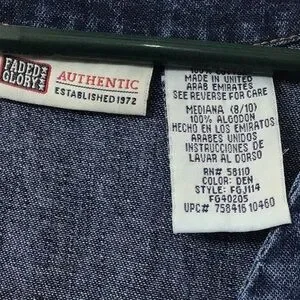 FADED
GLORY
AUTHENTIC
ESTABLISHED 1972
MADE IN UNITED
ARAB EMIRATES
SEE REVERSE FOR CARE
MEDIANA (8/10)
100% ALGODON
HECHO EN LOS EMIRATOS
ARABES UNIDOS
INSTRUCCIONES DE
LAVAR AL DORSO
RN# 58110
COLOR: DEN
STYLE: FGJ114
FG40205
UPC# 758416 10460